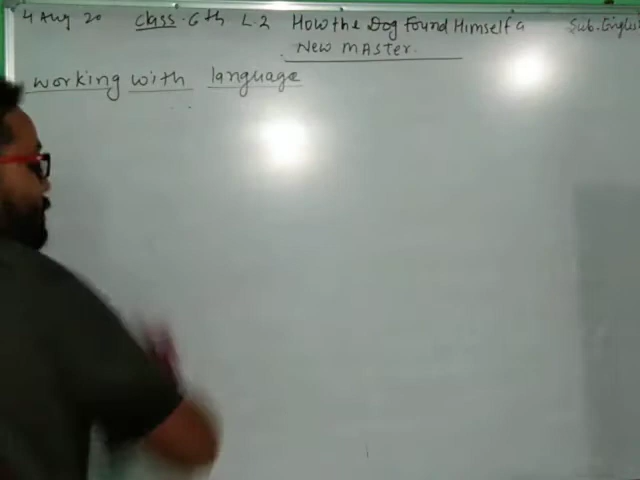 4 Aug 20 Class. 6th L.2 How the Dog Found Himself a Sub. English
New Master.
working with language